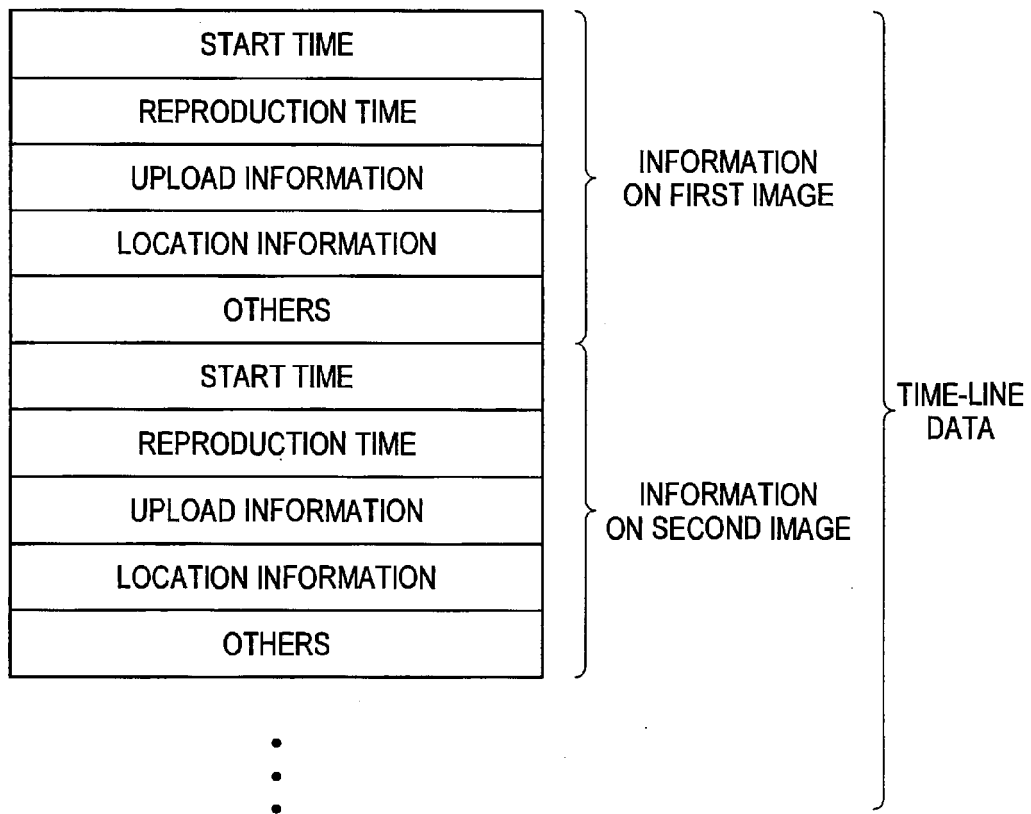 START TIME
REPRODUCTION TIME
UPLOAD INFORMATION
LOCATION INFORMATION
OTHERS
INFORMATION
ON FIRST IMAGE
START TIME
REPRODUCTION TIME
UPLOAD INFORMATION
LOCATION INFORMATION
OTHERS
INFORMATION
ON SECOND IMAGE
TIME-LINE
DATA